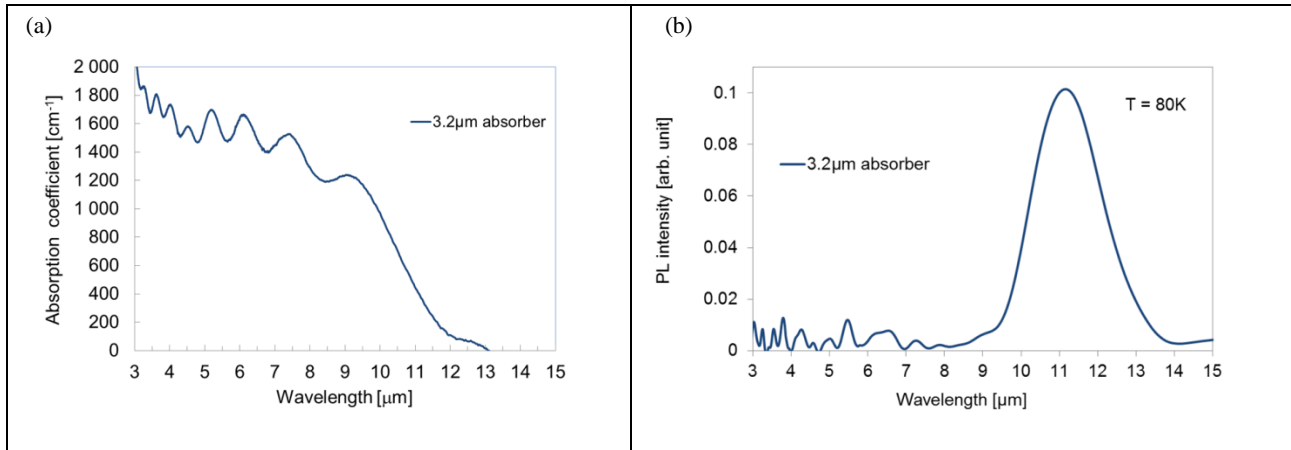 (a)
Absorption coefficient [cm⁻¹]
2 000
1 800
1 600
1 400
1 200
1 000
800
600
400
200
0
3.2µm absorber
3 4 5 6 7 8 9 10 11 12 13 14 15
Wavelength [µm]
(b)
PL intensity [arb. unit]
0.1
0.08
0.06
0.04
0.02
0
T = 80K
3.2µm absorber
3 4 5 6 7 8 9 10 11 12 13 14 15
Wavelength [µm]